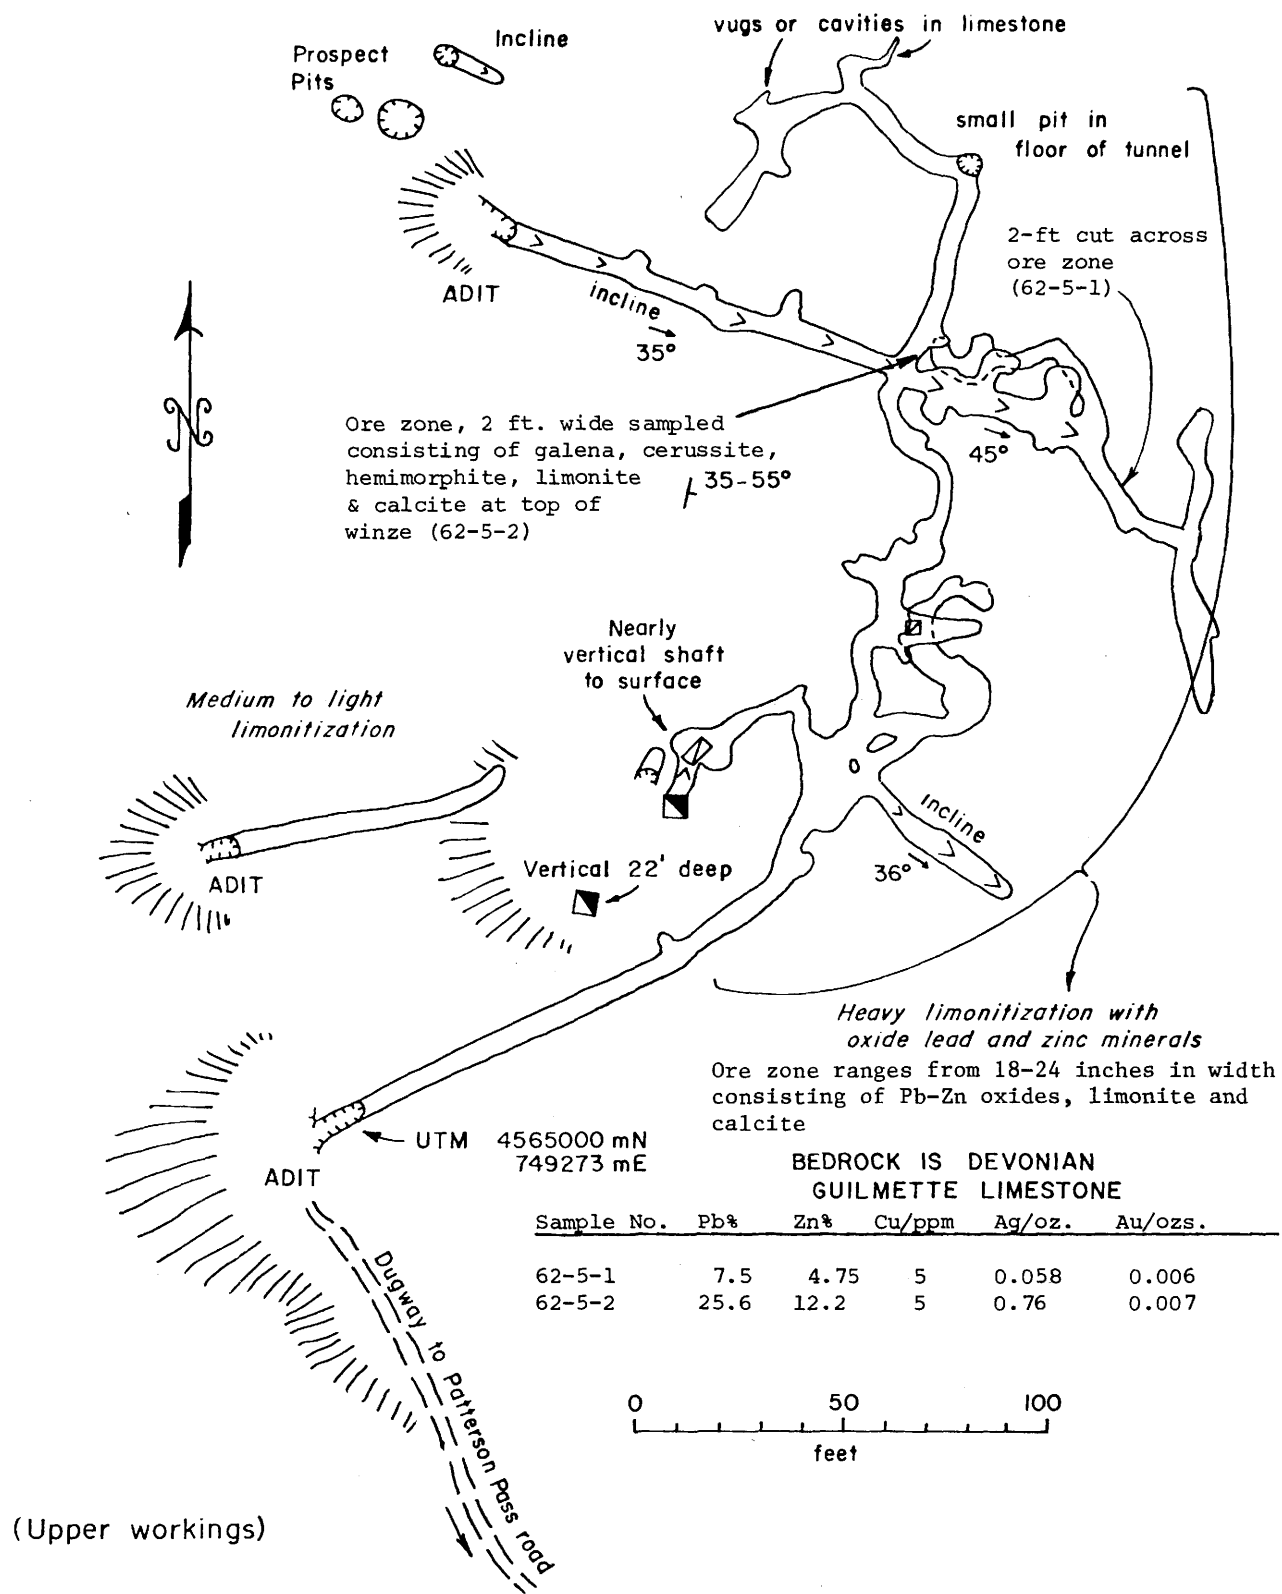 vugs or cavities in limestone
Incline
Prospect
Pits
small pit in
floor of tunnel
2-ft cut across
ore zone
(62-5-1)
ADIT
incline
35°
N
Ore zone, 2 ft. wide sampled
consisting of galena, cerussite,
hemimorphite, limonite
& calcite at top of
winze (62-5-2)
35-55°
45°
Nearly
vertical shaft
to surface
Medium to light
limonitization
incline
36°
ADIT
Vertical 22' deep
Heavy limonitization with
oxide lead and zinc minerals
Ore zone ranges from 18-24 inches in width
consisting of Pb-Zn oxides, limonite and
calcite
UTM 4565000 mN
749273 mE
ADIT
BEDROCK IS DEVONIAN
GUILMETTE LIMESTONE
Sample No. Pb% Zn% Cu/ppm Ag/oz. Au/ozs.
62-5-1 7.5 4.75 5 0.058 0.006
62-5-2 25.6 12.2 5 0.76 0.007
Dugway to Patterson Pass road
0 50 100
feet
(Upper workings)